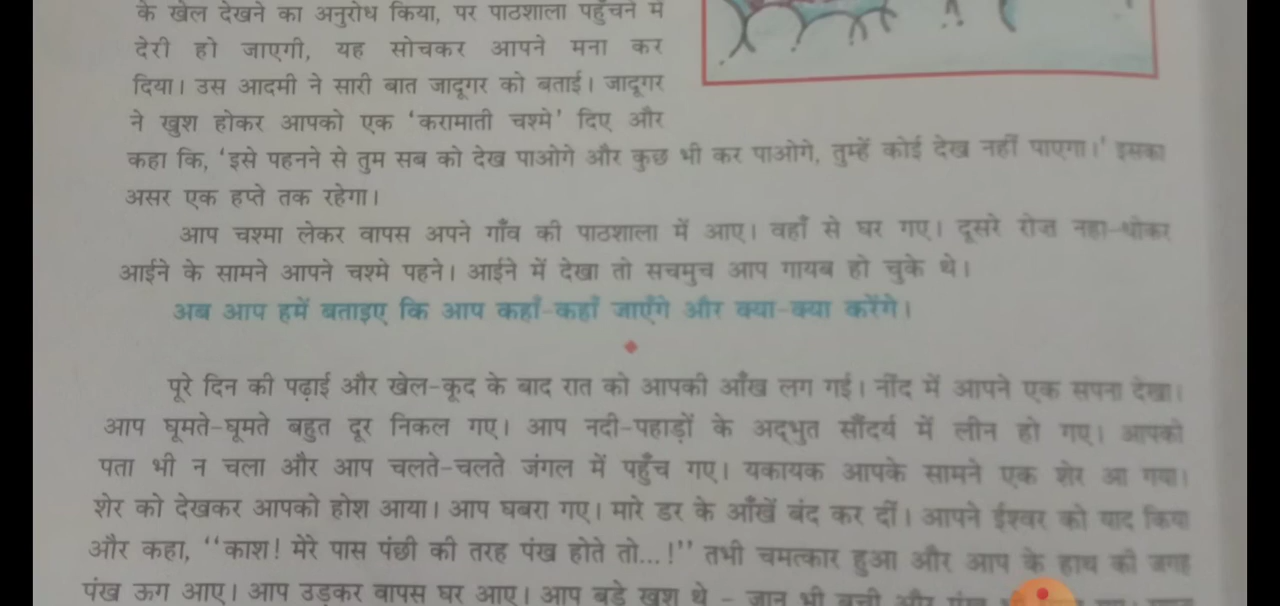 के खेल देखने का अनुरोध किया, पर पाठशाला पहुँचने में
देरी हो जाएगी, यह सोचकर आपने मना कर
दिया। उस आदमी ने सारी बात जादूगर को बताई। जादूगर
ने खुश होकर आपको एक ‘करामाती चश्मे’ दिए और
कहा कि, ‘इसे पहनने से तुम सब को देख पाओगे और कुछ भी कर पाओगे, तुम्हें कोई देख नहीं पाएगा।’ इसका
असर एक हप्ते तक रहेगा।
आप चश्मा लेकर वापस अपने गाँव की पाठशाला में आए। वहाँ से घर गए। दूसरे रोज नहा-धोकर
आईने के सामने आपने चश्मे पहने। आईने में देखा तो सचमुच आप गायब हो चुके थे।
अब आप हमें बताइए कि आप कहाँ-कहाँ जाएँगे और क्या-क्या करेंगे।
पूरे दिन की पढ़ाई और खेल-कूद के बाद रात को आपकी आँख लग गई। नींद में आपने एक सपना देखा।
आप घूमते-घूमते बहुत दूर निकल गए। आप नदी-पहाड़ों के अद्भुत सौंदर्य में लीन हो गए। आपको
पता भी न चला और आप चलते-चलते जंगल में पहुँच गए। यकायक आपके सामने एक शेर आ गया।
शेर को देखकर आपको होश आया। आप घबरा गए। मारे डर के आँखें बंद कर दीं। आपने ईश्वर को याद किया
और कहा, “काश! मेरे पास पंछी की तरह पंख होते तो...!” तभी चमत्कार हुआ और आप के हाथ की जगह
पंख ऊग आए। आप उड़कर वापस घर आए। आप बड़े खुश थे – जान भी बची और पंख